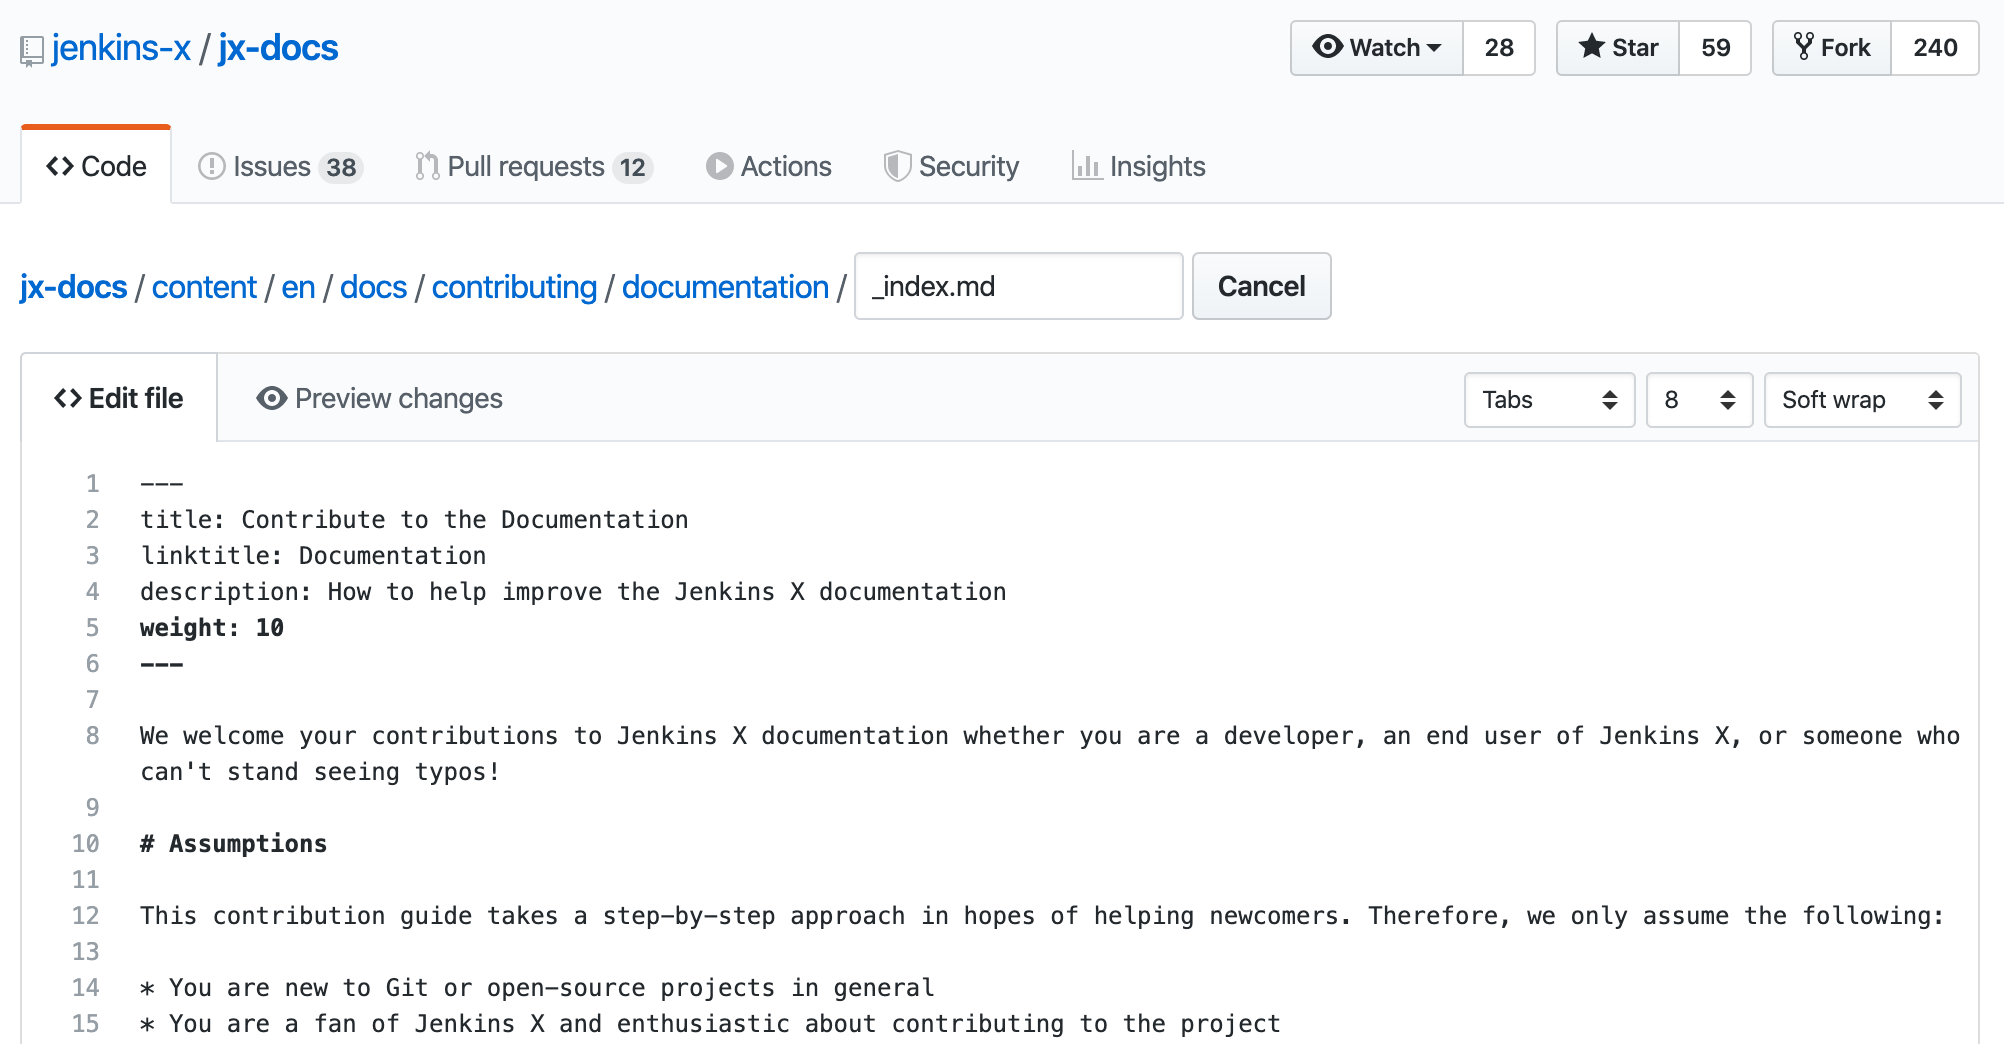 jenkins-x / jx-docs
Watch 28 Star 59 Fork 240
Code Issues 38 Pull requests 12 Actions Security Insights
jx-docs / content / en / docs / contributing / documentation / _index.md Cancel
Edit file Preview changes Tabs 8 Soft wrap
1 ---
2 title: Contribute to the Documentation
3 linktitle: Documentation
4 description: How to help improve the Jenkins X documentation
5 weight: 10
6 ---
7
8 We welcome your contributions to Jenkins X documentation whether you are a developer, an end user of Jenkins X, or someone who
can't stand seeing typos!
9
10 # Assumptions
11
12 This contribution guide takes a step-by-step approach in hopes of helping newcomers. Therefore, we only assume the following:
13
14 * You are new to Git or open-source projects in general
15 * You are a fan of Jenkins X and enthusiastic about contributing to the project